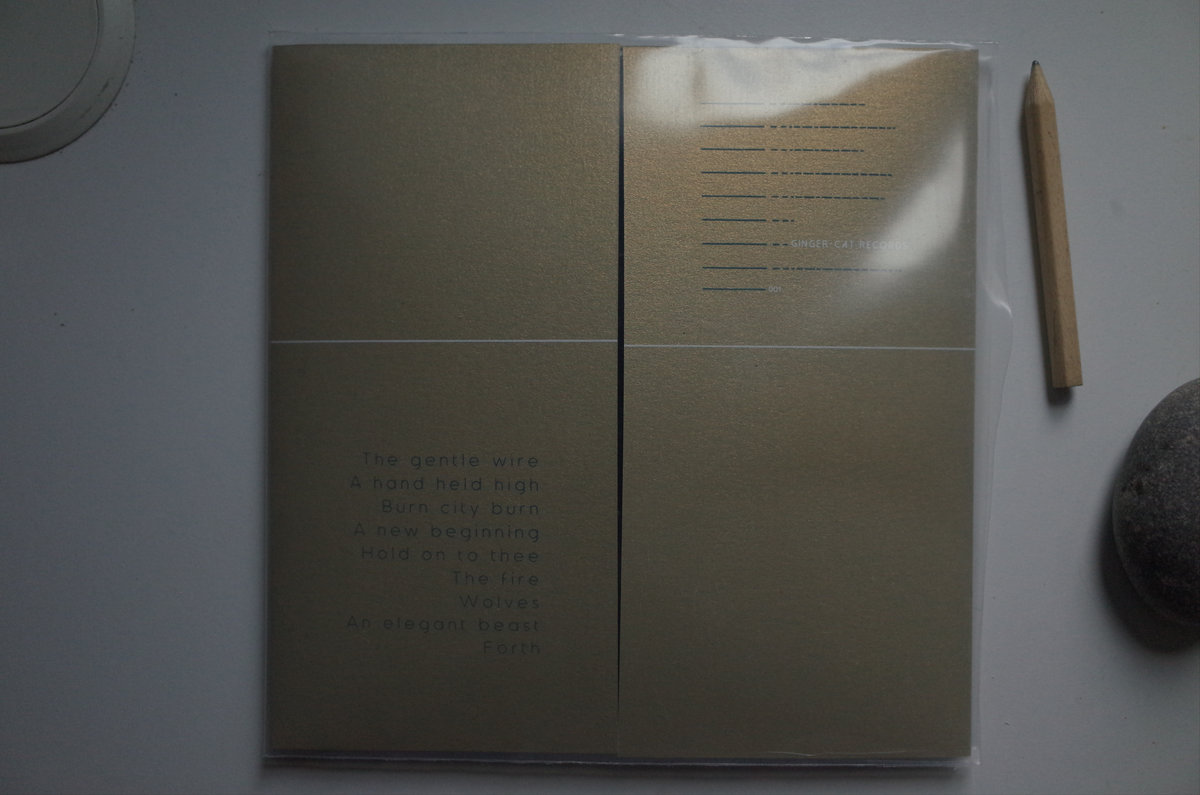 The gentle wire
A hand held high
Burn city burn
A new beginning
Hold on to thee
The fire
Wolves
An elegant beast
Forth
GINGER-CAT RECORDS
001